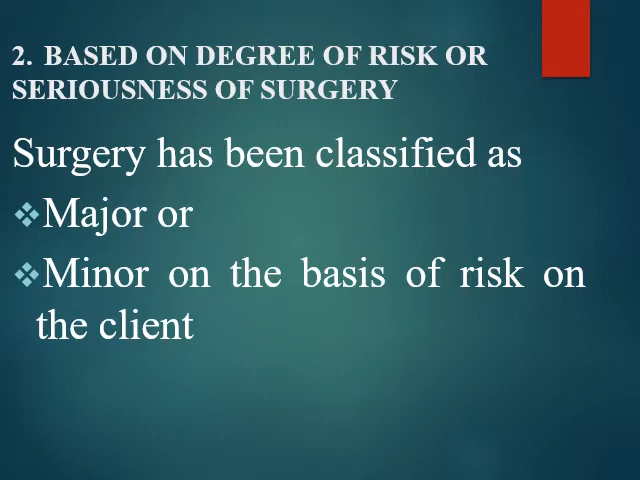 2. BASED ON DEGREE OF RISK OR
SERIOUSNESS OF SURGERY
Surgery has been classified as
❖Major or
❖Minor on the basis of risk on
the client